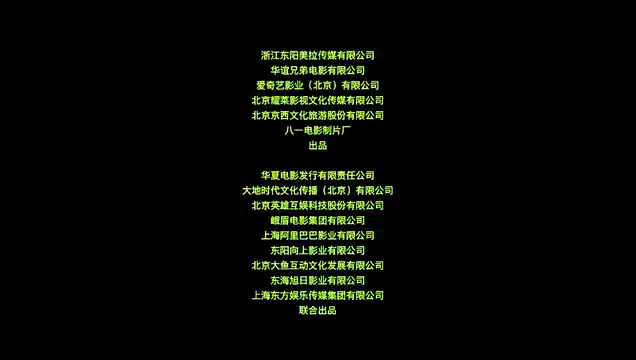 浙江东阳美拉传媒有限公司
华谊兄弟电影有限公司
爱奇艺影业（北京）有限公司
北京耀莱影视文化传媒有限公司
北京京西文化旅游股份有限公司
八一电影制片厂
出品
华夏电影发行有限责任公司
大地时代文化传播（北京）有限公司
北京英雄互娱科技股份有限公司
峨眉电影集团有限公司
上海阿里巴巴影业有限公司
东阳向上影业有限公司
北京大鱼互动文化发展有限公司
东海旭日影业有限公司
上海东方娱乐传媒集团有限公司
联合出品